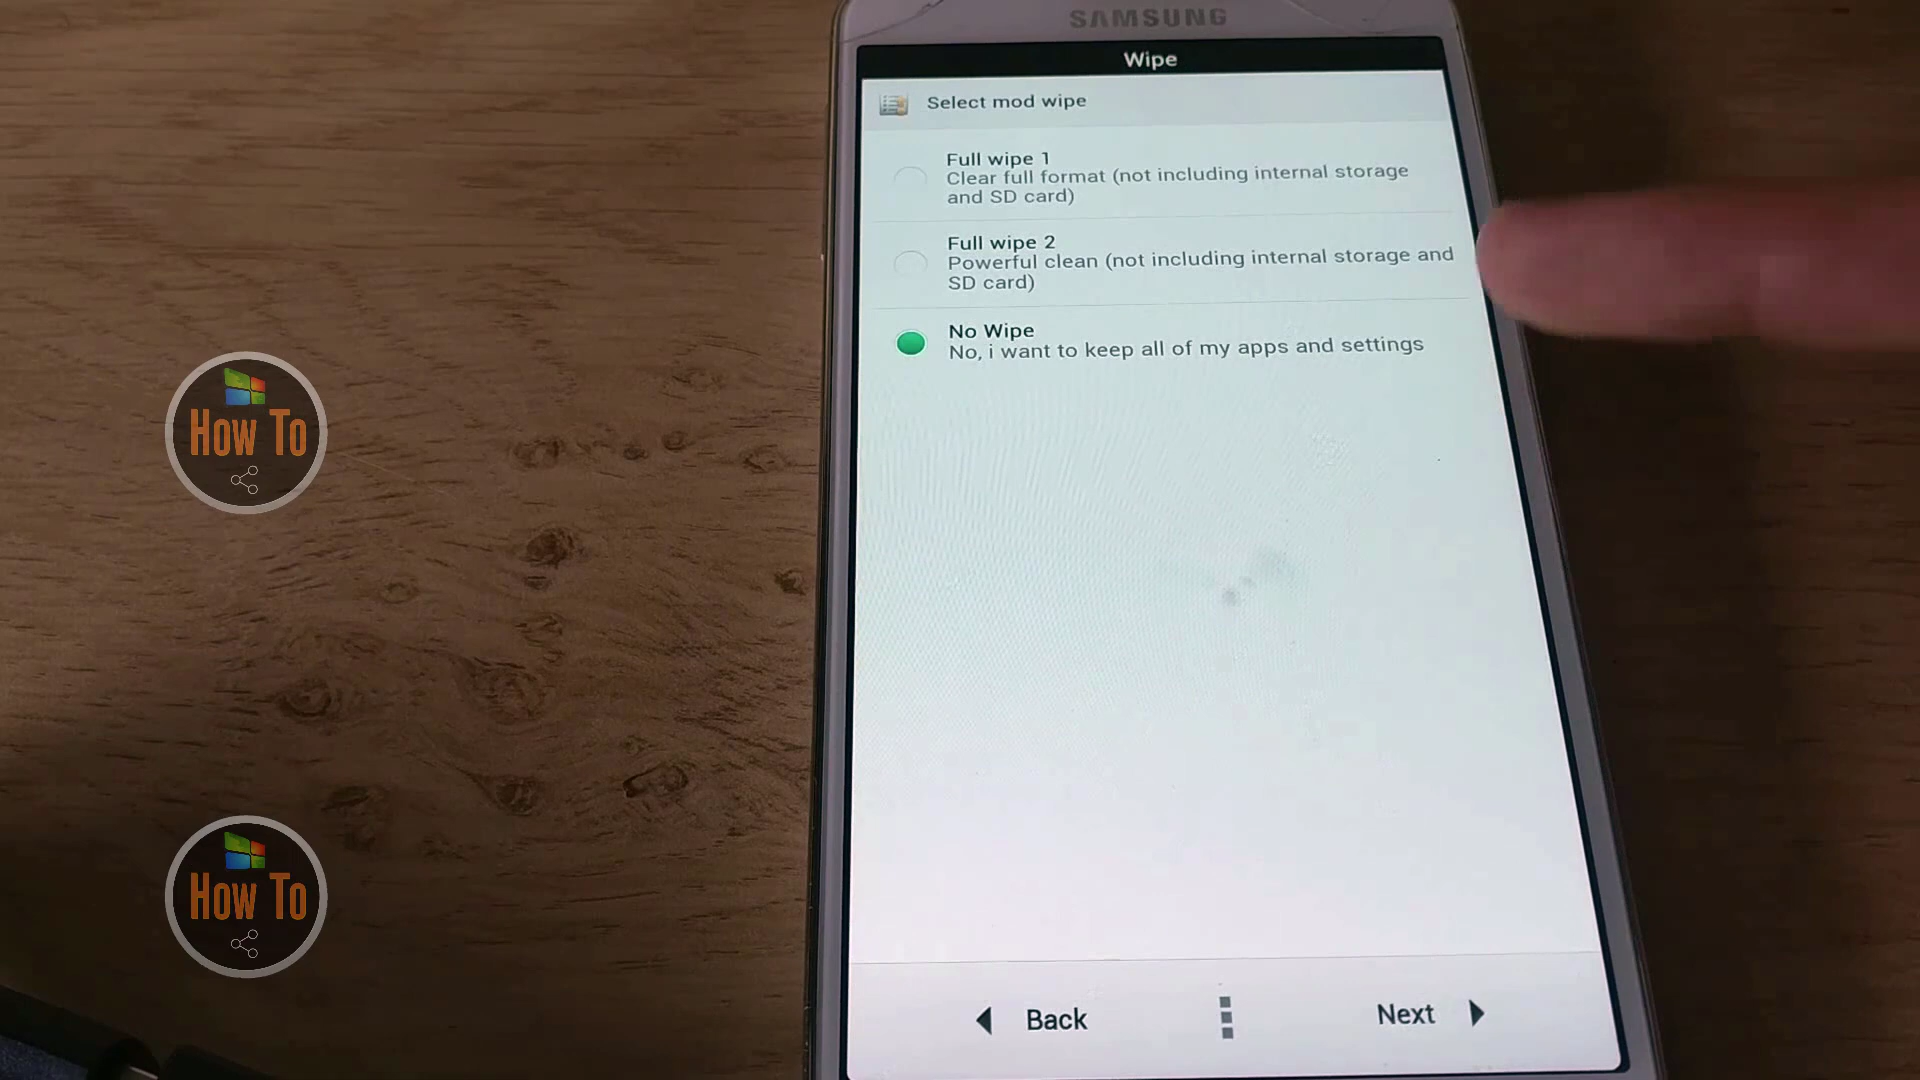 SAMSUNG
Wipe
Select mod wipe
Full wipe 1
Clear full format (not including internal storage
and SD card)
Full wipe 2
Powerful clean (not including internal storage and
SD card)
No Wipe
No, i want to keep all of my apps and settings
Back
Next
How To
How To